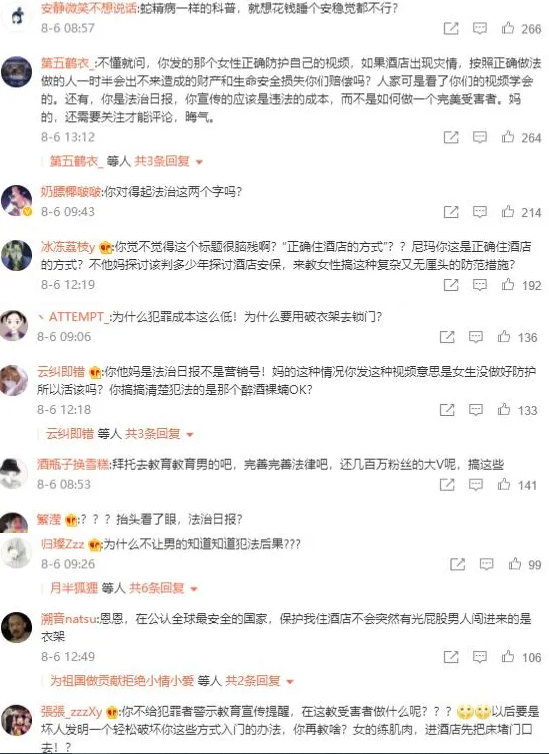 安静微笑不想说话:蛇精病一样的科普，就想花钱睡个安稳觉都不行？
8-6 08:57
266
第五鹤衣_:不懂就问，你发的那个女性正确防护自己的视频，如果酒店出现灾情，按照正确做法
做的人一时半会出不来造成的财产和生命安全损失你们赔偿吗？人家可是看了你们的视频学会
的。还有，你是法治日报，你宣传的应该是违法的成本，而不是如何做一个完美受害者。妈
的，还需要关注才能评论，晦气。
8-6 13:12
264
第五鹤衣_ 等人 共3条回复
奶膘椰啵啵:你对得起法治这两个字吗？
8-6 09:43
214
冰冻荔枝y:你觉不觉得这个标题很脑残啊？“正确住酒店的方式”？？尼玛你这是正确住酒店
的方式？不他妈探讨该判多少年探讨酒店安保，来教女性搞这种复杂又无厘头的防范措施？
8-6 12:19
192
丶ATTEMPT_:为什么犯罪成本这么低！为什么要用破衣架去锁门？
8-6 09:06
136
云纠即错:你他妈是法治日报不是营销号！妈的这种情况你发这种视频意思是女生没做好防护
所以活该吗？你搞搞清楚犯法的是那个醉酒裸蛹OK？
8-6 12:18
133
云纠即错 等人 共3条回复
酒瓶子换雪糕:拜托去教育教育男的吧，完善完善法律吧，还几百万粉丝的大V呢，搞这些
8-6 08:53
141
繁滢:？？？抬头看了眼，法治日报？
归璨Zzz:为什么不让男的知道知道犯法后果???
8-6 09:26
99
月半狐狸 等人 共6条回复
溯音natsu:恩恩，在公认全球最安全的国家，保护我住酒店不会突然有光屁股男人闯进来的是
衣架
8-6 12:49
106
为祖国做贡献拒绝小情小爱 等人 共2条回复
張張_zzzXy:你不给犯罪者警示教育宣传提醒，在这教受害者做什么呢？？？以后要是
坏人发明一个轻松破坏你这些方式入门的办法，你再教啥？女的练肌肉，进酒店先把床堵门口
去！？